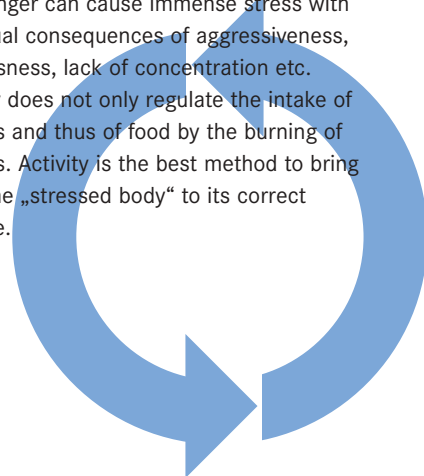 nger can cause immense stress with
ual consequences of aggressiveness,
sness, lack of concentration etc.
does not only regulate the intake of
s and thus of food by the burning of
s. Activity is the best method to bring
he „stressed body“ to its correct
e.